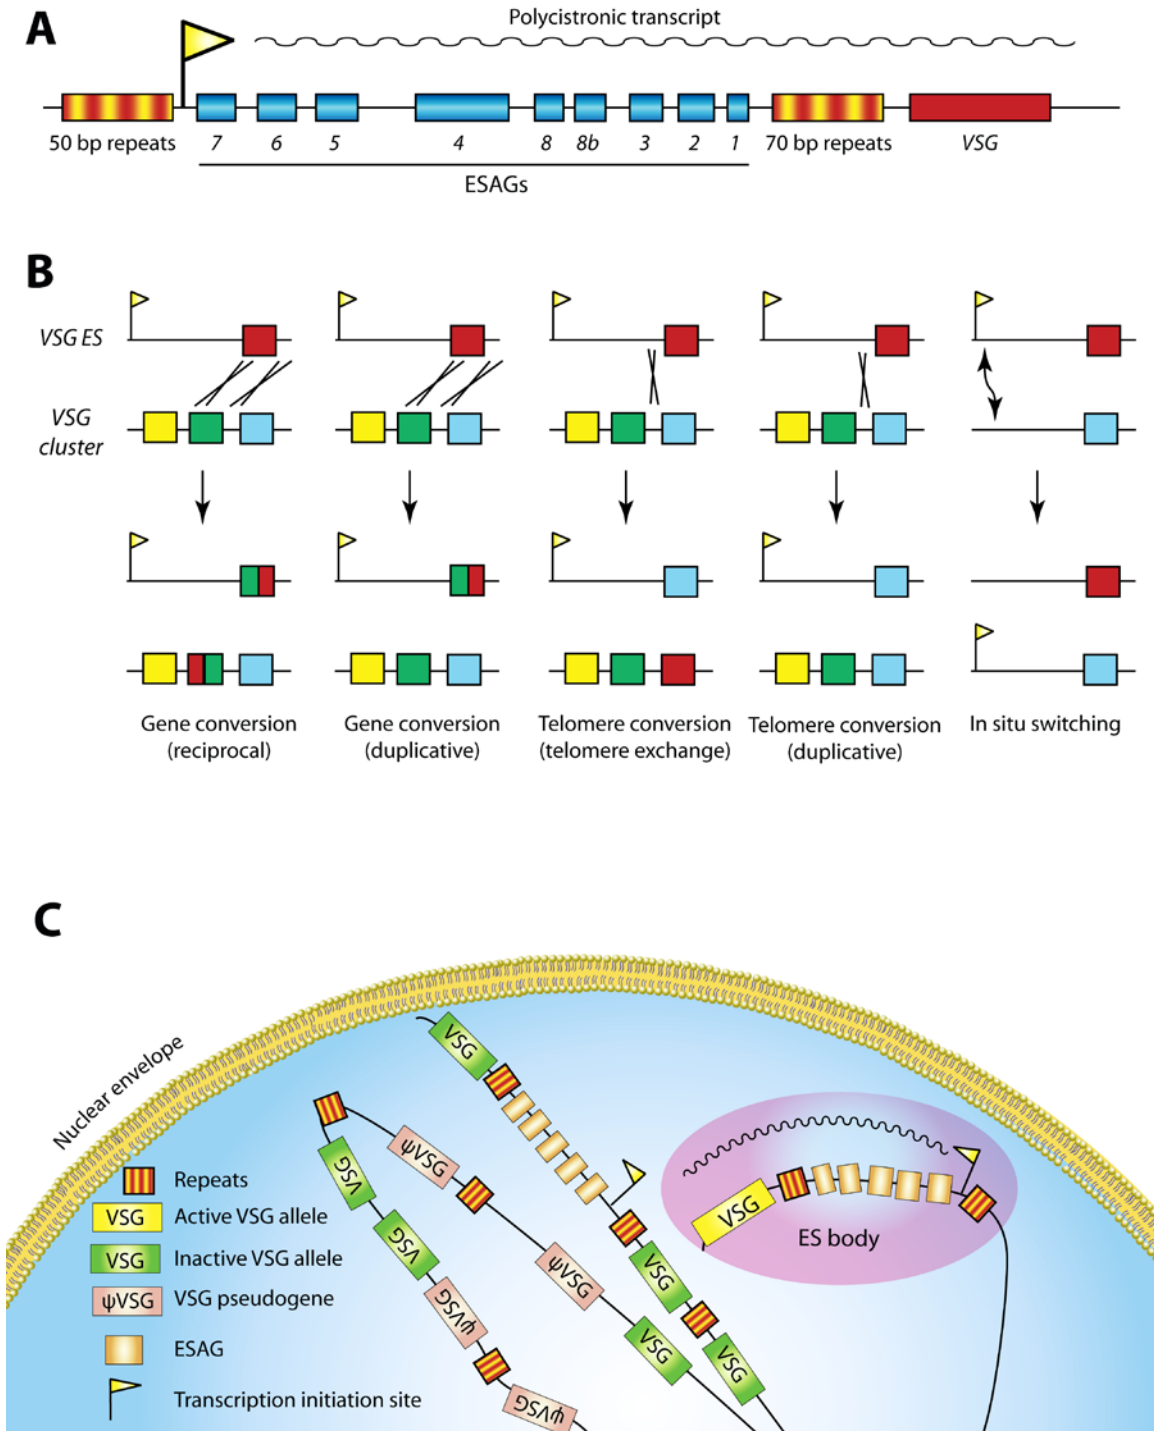 A
Polycistronic transcript
50 bp repeats 7 6 5 4 8 8b 3 2 1 70 bp repeats VSG
ESAGs
B
VSG ES
VSG
cluster
Gene conversion
(reciprocal)
Gene conversion
(duplicative)
Telomere conversion
(telomere exchange)
Telomere conversion
(duplicative)
In situ switching
C
Nuclear envelope
VSG
ψVSG
VSG
VSG
ψVSG
ψVSG
ψVSG
VSG
VSG
VSG
VSG
ES body
Repeats
VSG Active VSG allele
VSG Inactive VSG allele
ψVSG VSG pseudogene
ESAG
Transcription initiation site